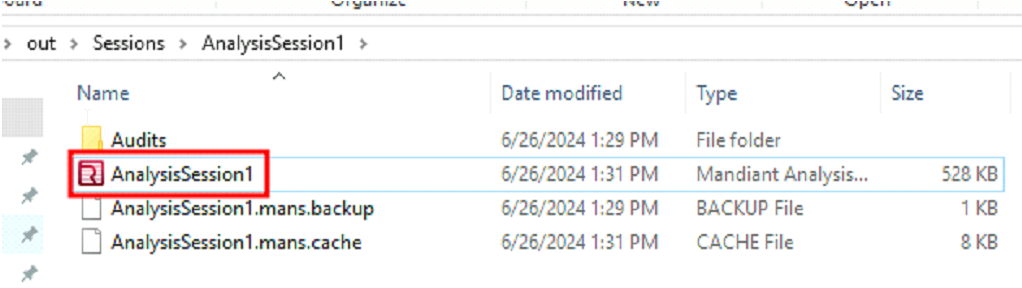 Organize New Open
out > Sessions > AnalysisSession1 >
Name Date modified Type Size
Audits 6/26/2024 1:29 PM File folder
AnalysisSession1 6/26/2024 1:31 PM Mandiant Analysis... 528 KB
AnalysisSession1.mans.backup 6/26/2024 1:29 PM BACKUP File 1 KB
AnalysisSession1.mans.cache 6/26/2024 1:31 PM CACHE File 8 KB